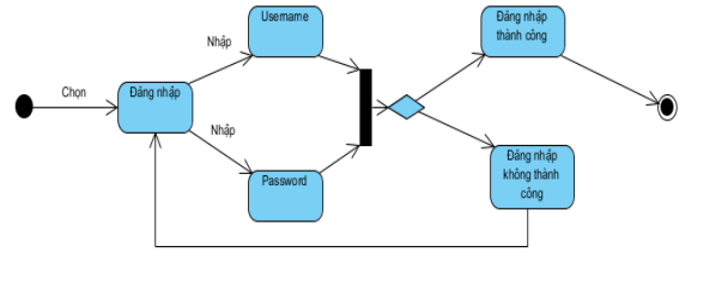 Username
Nhập
Chọn
Đăng nhập
Nhập
Password
Đăng nhập
thành công
Đăng nhập
không thành
công